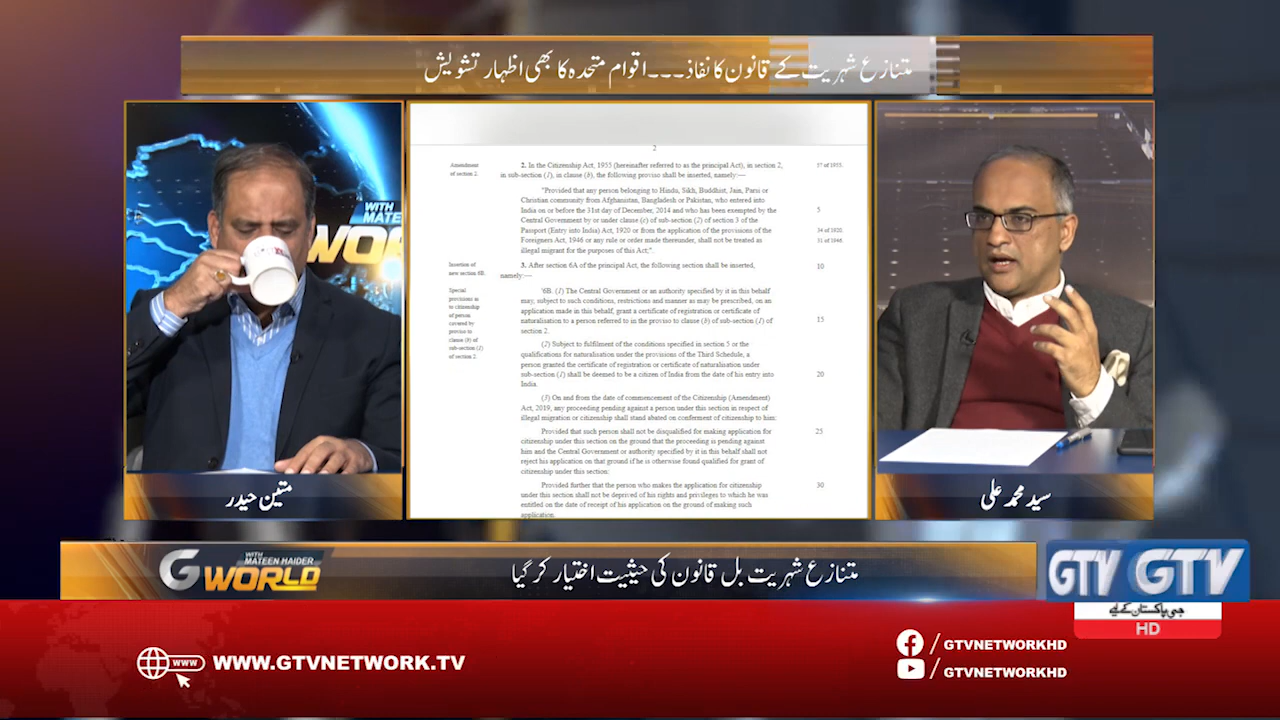 متنازع شہریت کے قانون کا نفاذ۔۔۔اقوام متحدہ کا بھی اظہار تشویش
WITH
MATEEN
WORL
2
Amendment
of section 2.
2. In the Citizenship Act, 1955 (hereinafter referred to as the principal Act), in section 2,
57 of 1955.
in sub-section (1), in clause (b), the following proviso shall be inserted, namely:—
"Provided that any person belonging to Hindu, Sikh, Buddhist, Jain, Parsi or
Christian community from Afghanistan, Bangladesh or Pakistan, who entered into
India on or before the 31st day of December, 2014 and who has been exempted by the
5
Central Government by or under clause (c) of sub-section (2) of section 3 of the
Passport (Entry into India) Act, 1920 or from the application of the provisions of the
34 of 1920.
Foreigners Act, 1946 or any rule or order made thereunder, shall not be treated as
31 of 1946.
illegal migrant for the purposes of this Act;".
Insertion of
new section 6B.
3. After section 6A of the principal Act, the following section shall be inserted,
10
namely:—
Special
provisions as
to citizenship
of person
covered by
proviso to
clause (b) of
sub-section (1)
of section 2.
'6B. (1) The Central Government or an authority specified by it in this behalf
may, subject to such conditions, restrictions and manner as may be prescribed, on an
application made in this behalf, grant a certificate of registration or certificate of
naturalisation to a person referred to in the proviso to clause (b) of sub-section (1) of
15
section 2.
(2) Subject to fulfilment of the conditions specified in section 5 or the
qualifications for naturalisation under the provisions of the Third Schedule, a
person granted the certificate of registration or certificate of naturalisation under
sub-section (1) shall be deemed to be a citizen of India from the date of his entry into
20
India.
(3) On and from the date of commencement of the Citizenship (Amendment)
Act, 2019, any proceeding pending against a person under this section in respect of
illegal migration or citizenship shall stand abated on conferment of citizenship to him:
Provided that such person shall not be disqualified for making application for
25
citizenship under this section on the ground that the proceeding is pending against
him and the Central Government or authority specified by it in this behalf shall not
reject his application on that ground if he is otherwise found qualified for grant of
citizenship under this section:
Provided further that the person who makes the application for citizenship
30
under this section shall not be deprived of his rights and privileges to which he was
entitled on the date of receipt of his application on the ground of making such
application.
متین حیدر
سید محمد علی
G WORLD
WITH
MATEEN HAIDER
متنازع شہریت بل قانون کی حیثیت اختیار کر گیا
GTV GTV
جی پاکستان کے لیے
HD
WWW
WWW.GTVNETWORK.TV
/ GTVNETWORKHD
/ GTVNETWORKHD